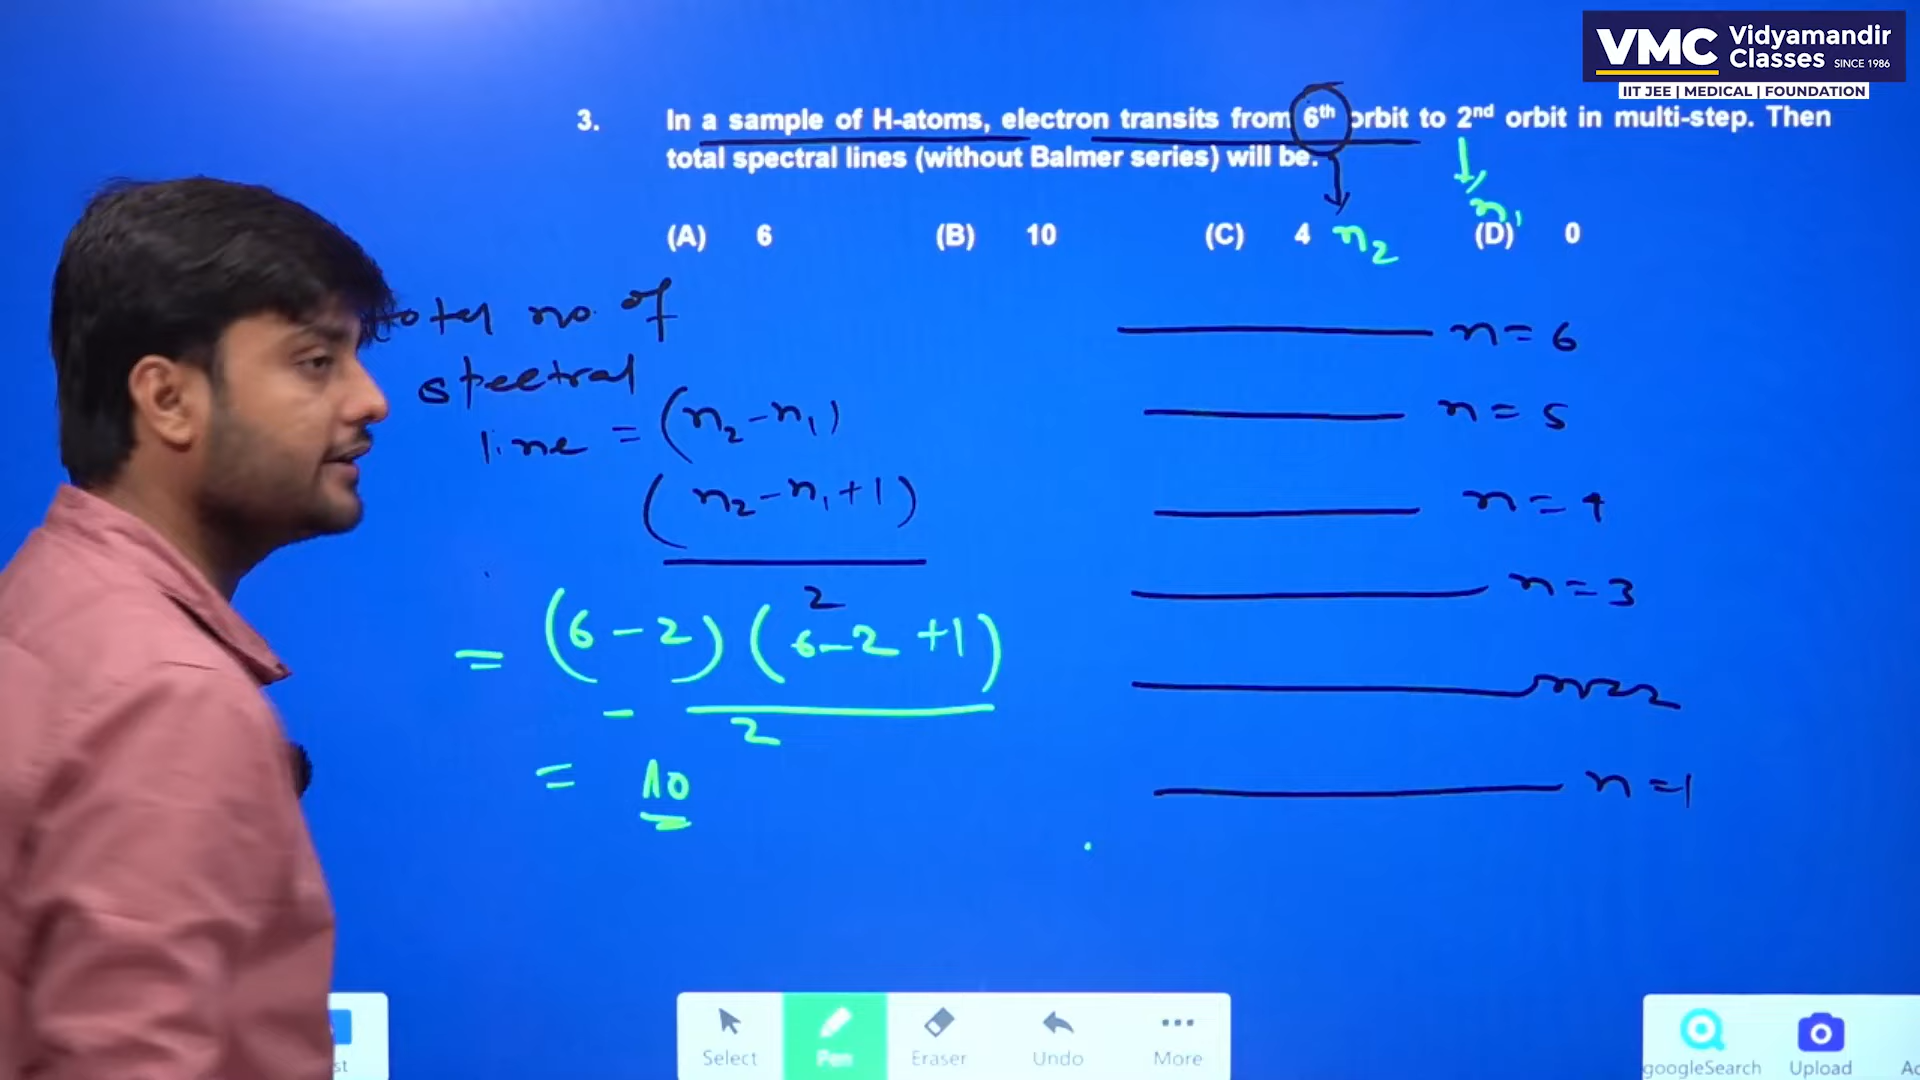 VMC Vidyamandir Classes SINCE 1986
IIT JEE | MEDICAL | FOUNDATION
3. In a sample of H-atoms, electron transits from 6th orbit to 2nd orbit in multi-step. Then
total spectral lines (without Balmer series) will be.
n1
(A) 6 (B) 10 (C) 4 n2 (D) 0
total no. of
spectral
line = (n2-n1)
(n2-n1+1)
2
= (6-2)(6-2+1)
2
= 10
n=6
n=5
n=4
n=3
n=2
n=1
st
Select
Pen
Eraser
Undo
More
googleSearch
Upload
Ac